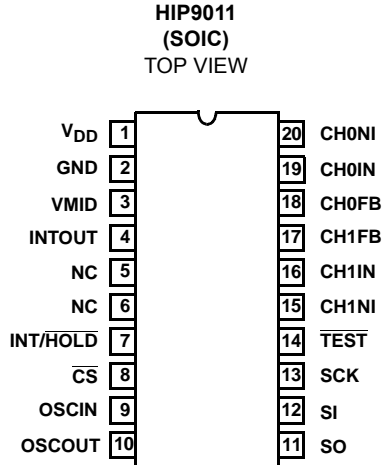 HIP9011
(SOIC)
TOP VIEW
VDD 1 20 CH0NI
GND 2 19 CH0IN
VMID 3 18 CH0FB
INTOUT 4 17 CH1FB
NC 5 16 CH1IN
NC 6 15 CH1NI
INT/HOLD 7 14 TEST
CS 8 13 SCK
OSCIN 9 12 SI
OSCOUT 10 11 SO